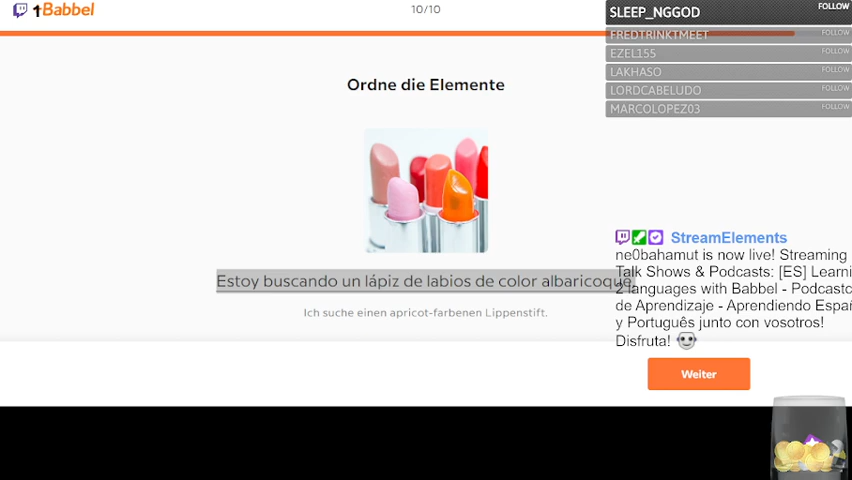 1Babbel
10/10
SLEEP_NGGOD FOLLOW
FREDTRINKTMEET FOLLOW
EZEL155 FOLLOW
LAKHASO FOLLOW
LORDCABELUDO FOLLOW
MARCOLOPEZ03 FOLLOW
Ordne die Elemente
Estoy buscando un lápiz de labios de color albaricoque.
Ich suche einen apricot-farbenen Lippenstift.
StreamElements
ne0bahamut is now live! Streaming
Talk Shows & Podcasts: [ES] Learni
2 languages with Babbel - Podcasto
de Aprendizaje - Aprendiendo Espa
y Português junto con vosotros!
Disfruta!
Weiter